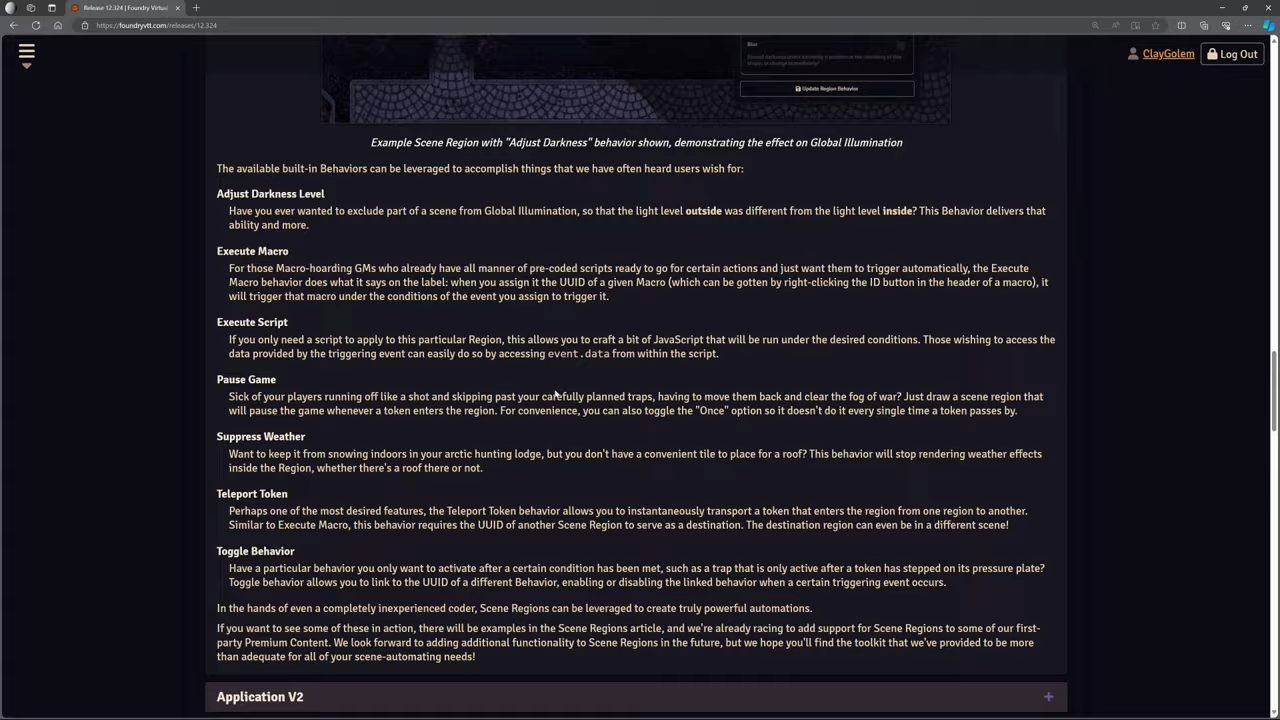 Release 12.324 | Foundry Virtual
https://foundryvtt.com/releases/12.324
ClayGolem
Log Out
Blur
Update Region Behavior
Example Scene Region with "Adjust Darkness" behavior shown, demonstrating the effect on Global Illumination
The available built-in Behaviors can be leveraged to accomplish things that we have often heard users wish for:
Adjust Darkness Level
Have you ever wanted to exclude part of a scene from Global Illumination, so that the light level outside was different from the light level inside? This Behavior delivers that
ability and more.
Execute Macro
For those Macro-hoarding GMs who already have all manner of pre-coded scripts ready to go for certain actions and just want them to trigger automatically, the Execute
Macro behavior does what it says on the label: when you assign it the UUID of a given Macro (which can be gotten by right-clicking the ID button in the header of a macro), it
will trigger that macro under the conditions of the event you assign to trigger it.
Execute Script
If you only need a script to apply to this particular Region, this allows you to craft a bit of JavaScript that will be run under the desired conditions. Those wishing to access the
data provided by the triggering event can easily do so by accessing event.data from within the script.
Pause Game
Sick of your players running off like a shot and skipping past your carefully planned traps, having to move them back and clear the fog of war? Just draw a scene region that
will pause the game whenever a token enters the region. For convenience, you can also toggle the "Once" option so it doesn't do it every single time a token passes by.
Suppress Weather
Want to keep it from snowing indoors in your arctic hunting lodge, but you don't have a convenient tile to place for a roof? This behavior will stop rendering weather effects
inside the Region, whether there's a roof there or not.
Teleport Token
Perhaps one of the most desired features, the Teleport Token behavior allows you to instantaneously transport a token that enters the region from one region to another.
Similar to Execute Macro, this behavior requires the UUID of another Scene Region to serve as a destination. The destination region can even be in a different scene!
Toggle Behavior
Have a particular behavior you only want to activate after a certain condition has been met, such as a trap that is only active after a token has stepped on its pressure plate?
Toggle behavior allows you to link to the UUID of a different Behavior, enabling or disabling the linked behavior when a certain triggering event occurs.
In the hands of even a completely inexperienced coder, Scene Regions can be leveraged to create truly powerful automations.
If you want to see some of these in action, there will be examples in the Scene Regions article, and we're already racing to add support for Scene Regions to some of our first-
party Premium Content. We look forward to adding additional functionality to Scene Regions in the future, but we hope you'll find the toolkit that we've provided to be more
than adequate for all of your scene-automating needs!
Application V2